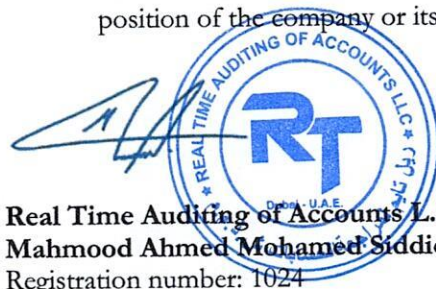 position of the company or its
REAL TIME AUDITING OF ACCOUNTS LLC
RT
Dubai - U.A.E.
Real Time Auditing of Accounts L.
Mahmood Ahmed Mohamed Siddi
Registration number: 1024